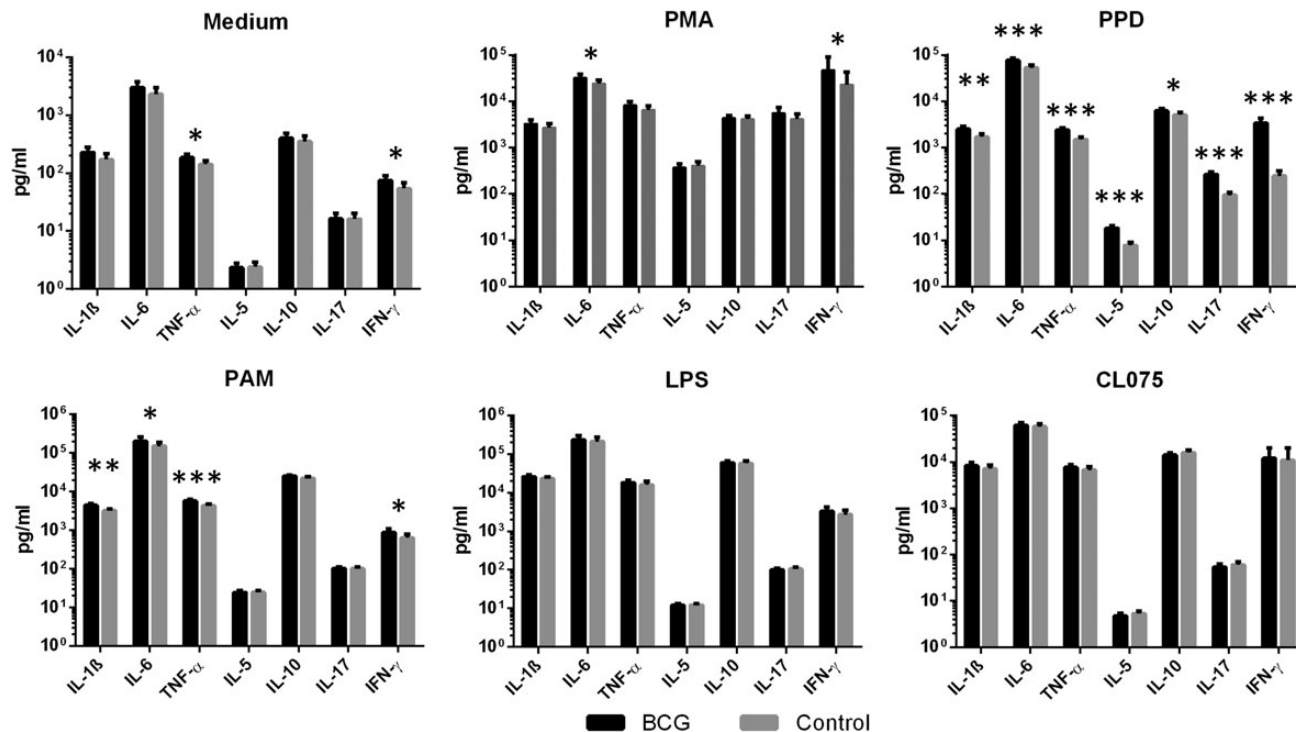 Medium
pg/ml
10⁴
10³
10²
10¹
10⁰
* *
IL-1ß IL-6 TNF-α IL-5 IL-10 IL-17 IFN-γ
PMA
pg/ml
10⁵
10⁴
10³
10²
10¹
10⁰
* *
IL-1ß IL-6 TNF-α IL-5 IL-10 IL-17 IFN-γ
PPD
pg/ml
10⁵
10⁴
10³
10²
10¹
10⁰
** *** *** *** * *** ***
IL-1ß IL-6 TNF-α IL-5 IL-10 IL-17 IFN-γ
PAM
pg/ml
10⁶
10⁵
10⁴
10³
10²
10¹
10⁰
** * *** *
IL-1ß IL-6 TNF-α IL-5 IL-10 IL-17 IFN-γ
LPS
pg/ml
10⁶
10⁵
10⁴
10³
10²
10¹
10⁰
IL-1ß IL-6 TNF-α IL-5 IL-10 IL-17 IFN-γ
CL075
pg/ml
10⁵
10⁴
10³
10²
10¹
10⁰
IL-1ß IL-6 TNF-α IL-5 IL-10 IL-17 IFN-γ
BCG Control